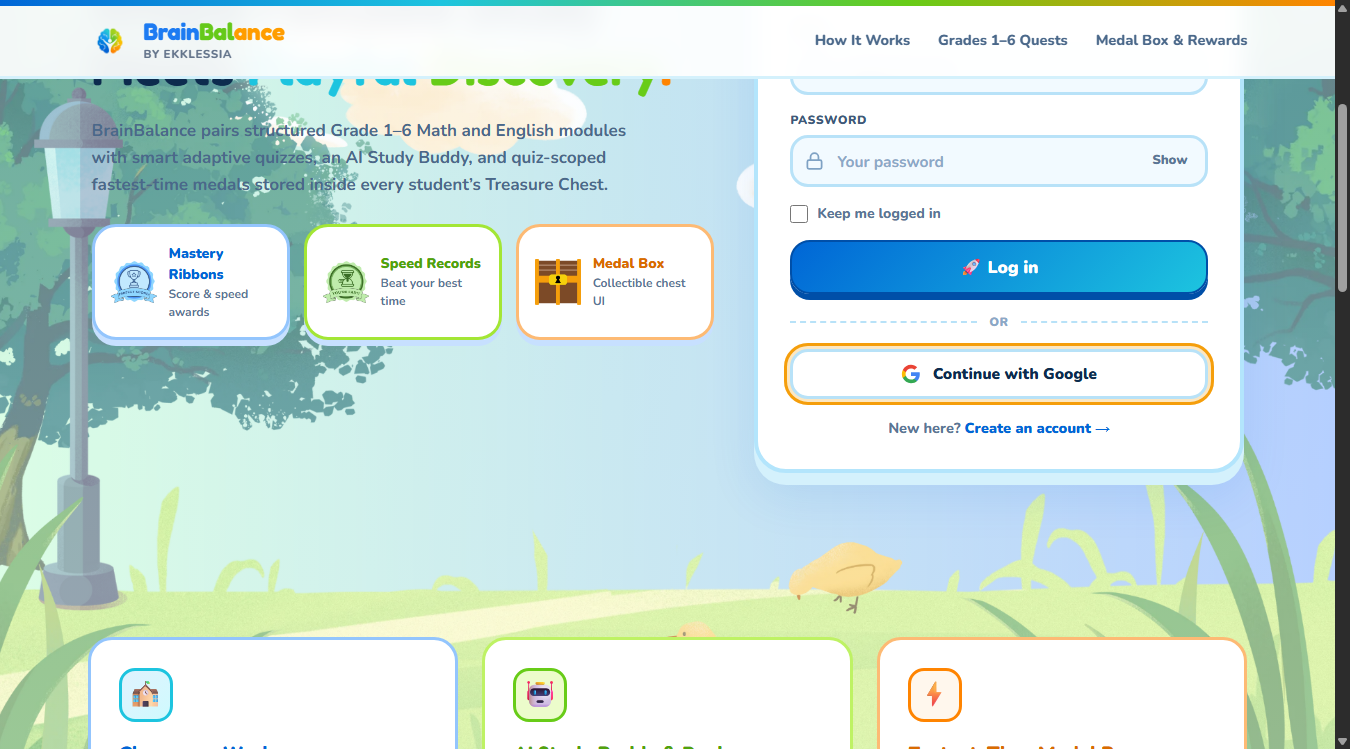 BrainBalance
BY EKKLESSIA
How It Works
Grades 1–6 Quests
Medal Box & Rewards
Meets Playful Discovery!
BrainBalance pairs structured Grade 1–6 Math and English modules
with smart adaptive quizzes, an AI Study Buddy, and quiz-scoped
fastest-time medals stored inside every student’s Treasure Chest.
Mastery
Ribbons
Score & speed
awards
Speed Records
Beat your best
time
Medal Box
Collectible chest
UI
PASSWORD
Your password
Show
Keep me logged in
🚀 Log in
OR
Continue with Google
New here? Create an account →